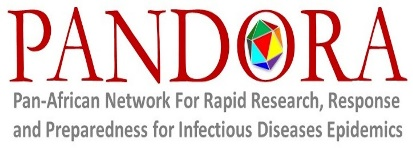 PANDORA
Pan-African Network For Rapid Research, Response
and Preparedness for Infectious Diseases Epidemics